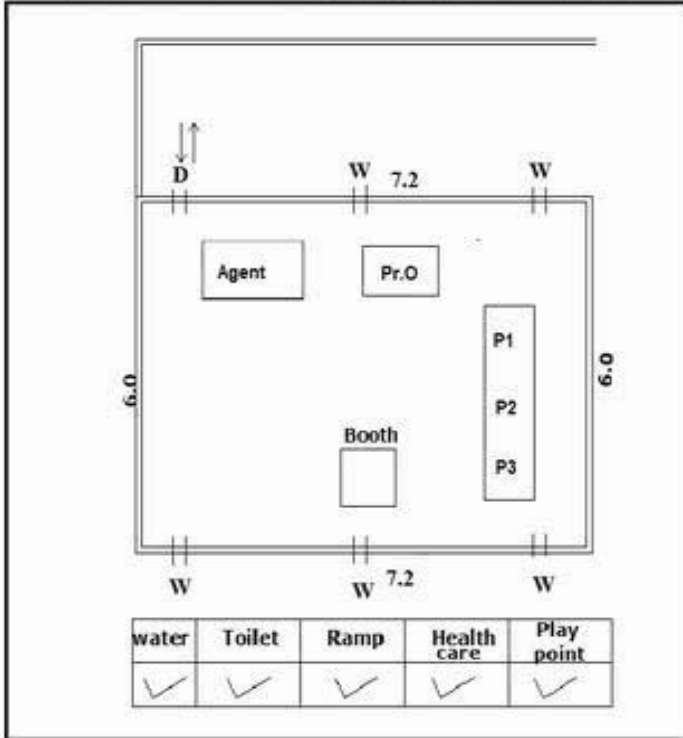 D W 7.2 W
Agent Pr.O
P1
6.0 6.0
P2
Booth
P3
W W 7.2 W
water Toilet Ramp Health care Play point